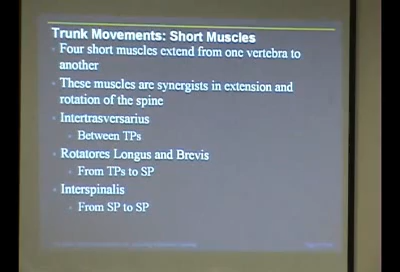 Trunk Movements: Short Muscles
Four short muscles extend from one vertebra to
another
These muscles are synergists in extension and
rotation of the spine
Intertrasversarius
Between TPs
Rotatores Longus and Brevis
From TPs to SP
Interspinalis
From SP to SP